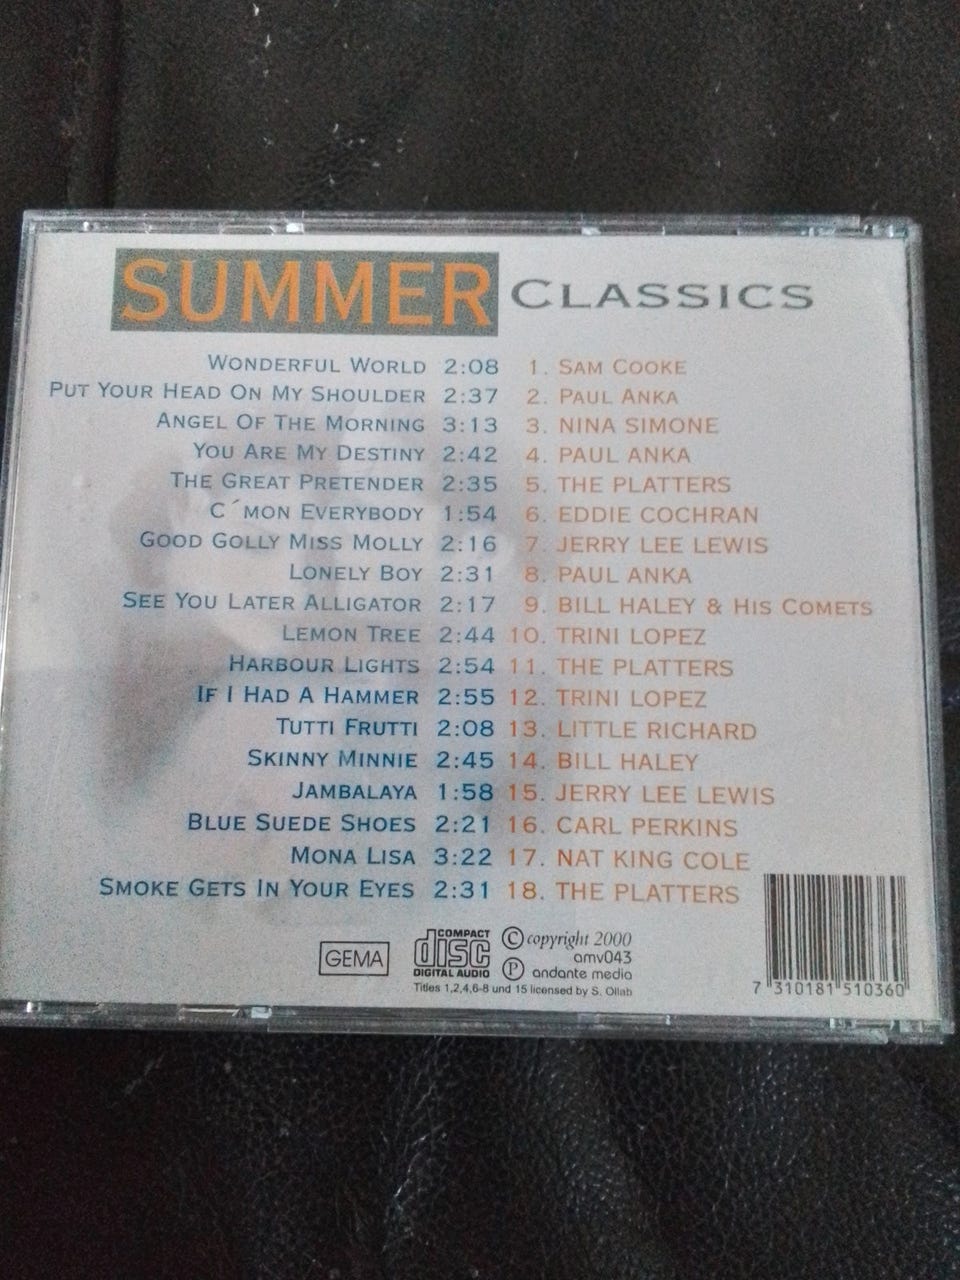 SUMMER CLASSICS
WONDERFUL WORLD 2:08 1. SAM COOKE
PUT YOUR HEAD ON MY SHOULDER 2:37 2. PAUL ANKA
ANGEL OF THE MORNING 3:13 3. NINA SIMONE
YOU ARE MY DESTINY 2:42 4. PAUL ANKA
THE GREAT PRETENDER 2:35 5. THE PLATTERS
C´MON EVERYBODY 1:54 6. EDDIE COCHRAN
GOOD GOLLY MISS MOLLY 2:16 7. JERRY LEE LEWIS
LONELY BOY 2:31 8. PAUL ANKA
SEE YOU LATER ALLIGATOR 2:17 9. BILL HALEY & HIS COMETS
LEMON TREE 2:44 10. TRINI LOPEZ
HARBOUR LIGHTS 2:54 11. THE PLATTERS
IF I HAD A HAMMER 2:55 12. TRINI LOPEZ
TUTTI FRUTTI 2:08 13. LITTLE RICHARD
SKINNY MINNIE 2:45 14. BILL HALEY
JAMBALAYA 1:58 15. JERRY LEE LEWIS
BLUE SUEDE SHOES 2:21 16. CARL PERKINS
MONA LISA 3:22 17. NAT KING COLE
SMOKE GETS IN YOUR EYES 2:31 18. THE PLATTERS
GEMA
COMPACT
disc
DIGITAL AUDIO
© copyright 2000
amv043
℗ andante media
Titles 1,2,4,6-8 und 15 licensed by S. Ollab
7 310181 510360